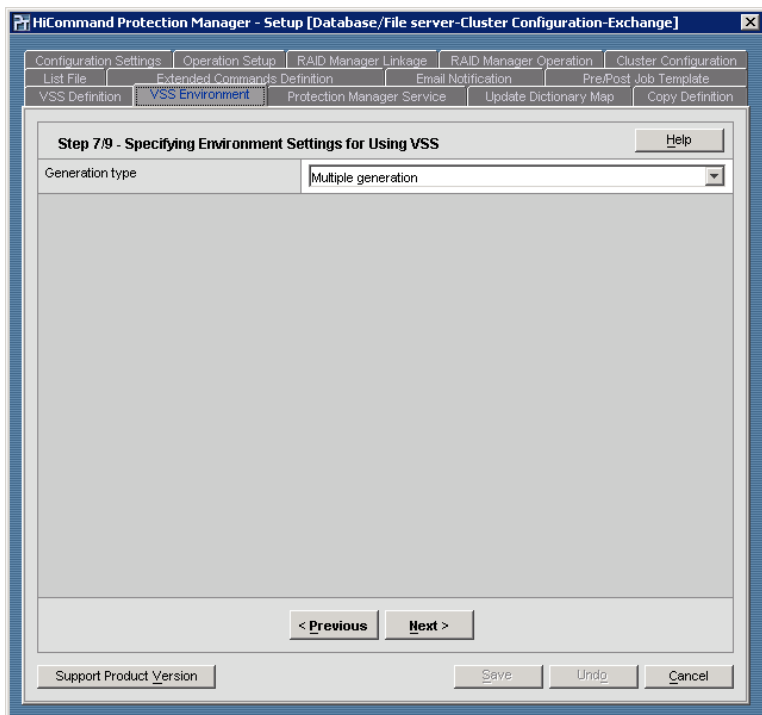 HiCommand Protection Manager - Setup [Database/File server-Cluster Configuration-Exchange]
Configuration Settings Operation Setup RAID Manager Linkage RAID Manager Operation Cluster Configuration
List File Extended Commands Definition Email Notification Pre/Post Job Template
VSS Definition VSS Environment Protection Manager Service Update Dictionary Map Copy Definition
Step 7/9 - Specifying Environment Settings for Using VSS Help
Generation type Multiple generation
< Previous Next >
Support Product Version Save Undo Cancel